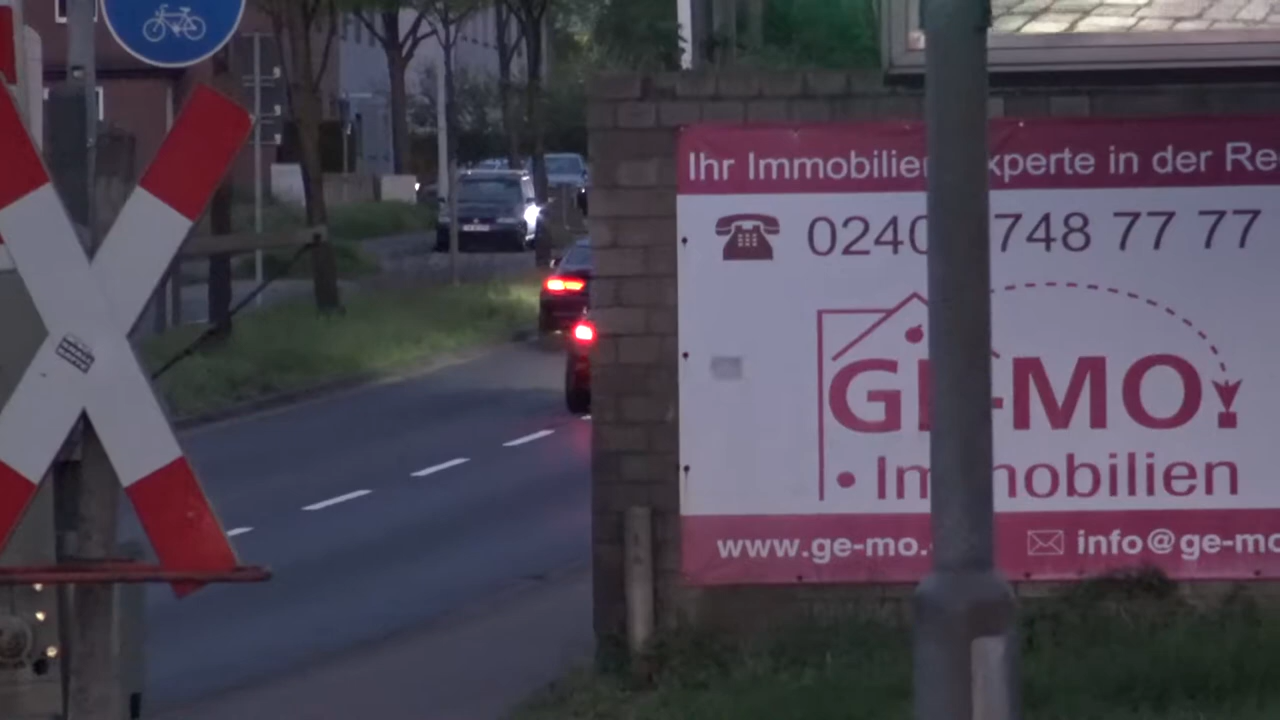 Ihr Immobilien xperte in der Re
0240 748 77 77
GE-MO
Immobilien
www.ge-mo.
info@ge-mo